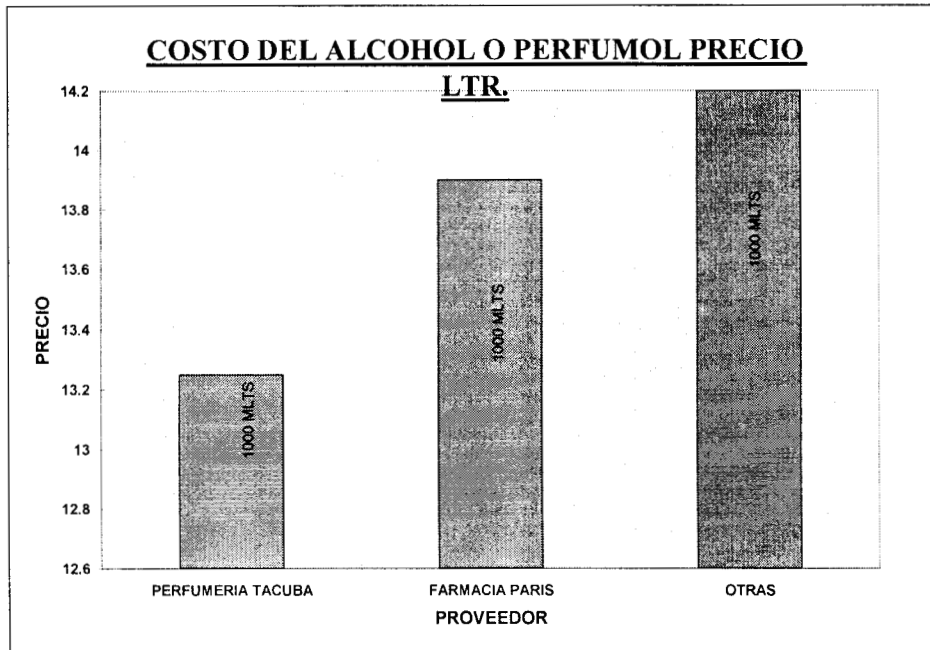 COSTO DEL ALCOHOL O PERFUMOL PRECIO
LTR.
14.2
14
13.8
13.6
13.4
13.2
13
12.8
12.6
PRECIO
1000 MLTS
1000 MLTS
1000 MLTS
PERFUMERIA TACUBA
FARMACIA PARIS
OTRAS
PROVEEDOR